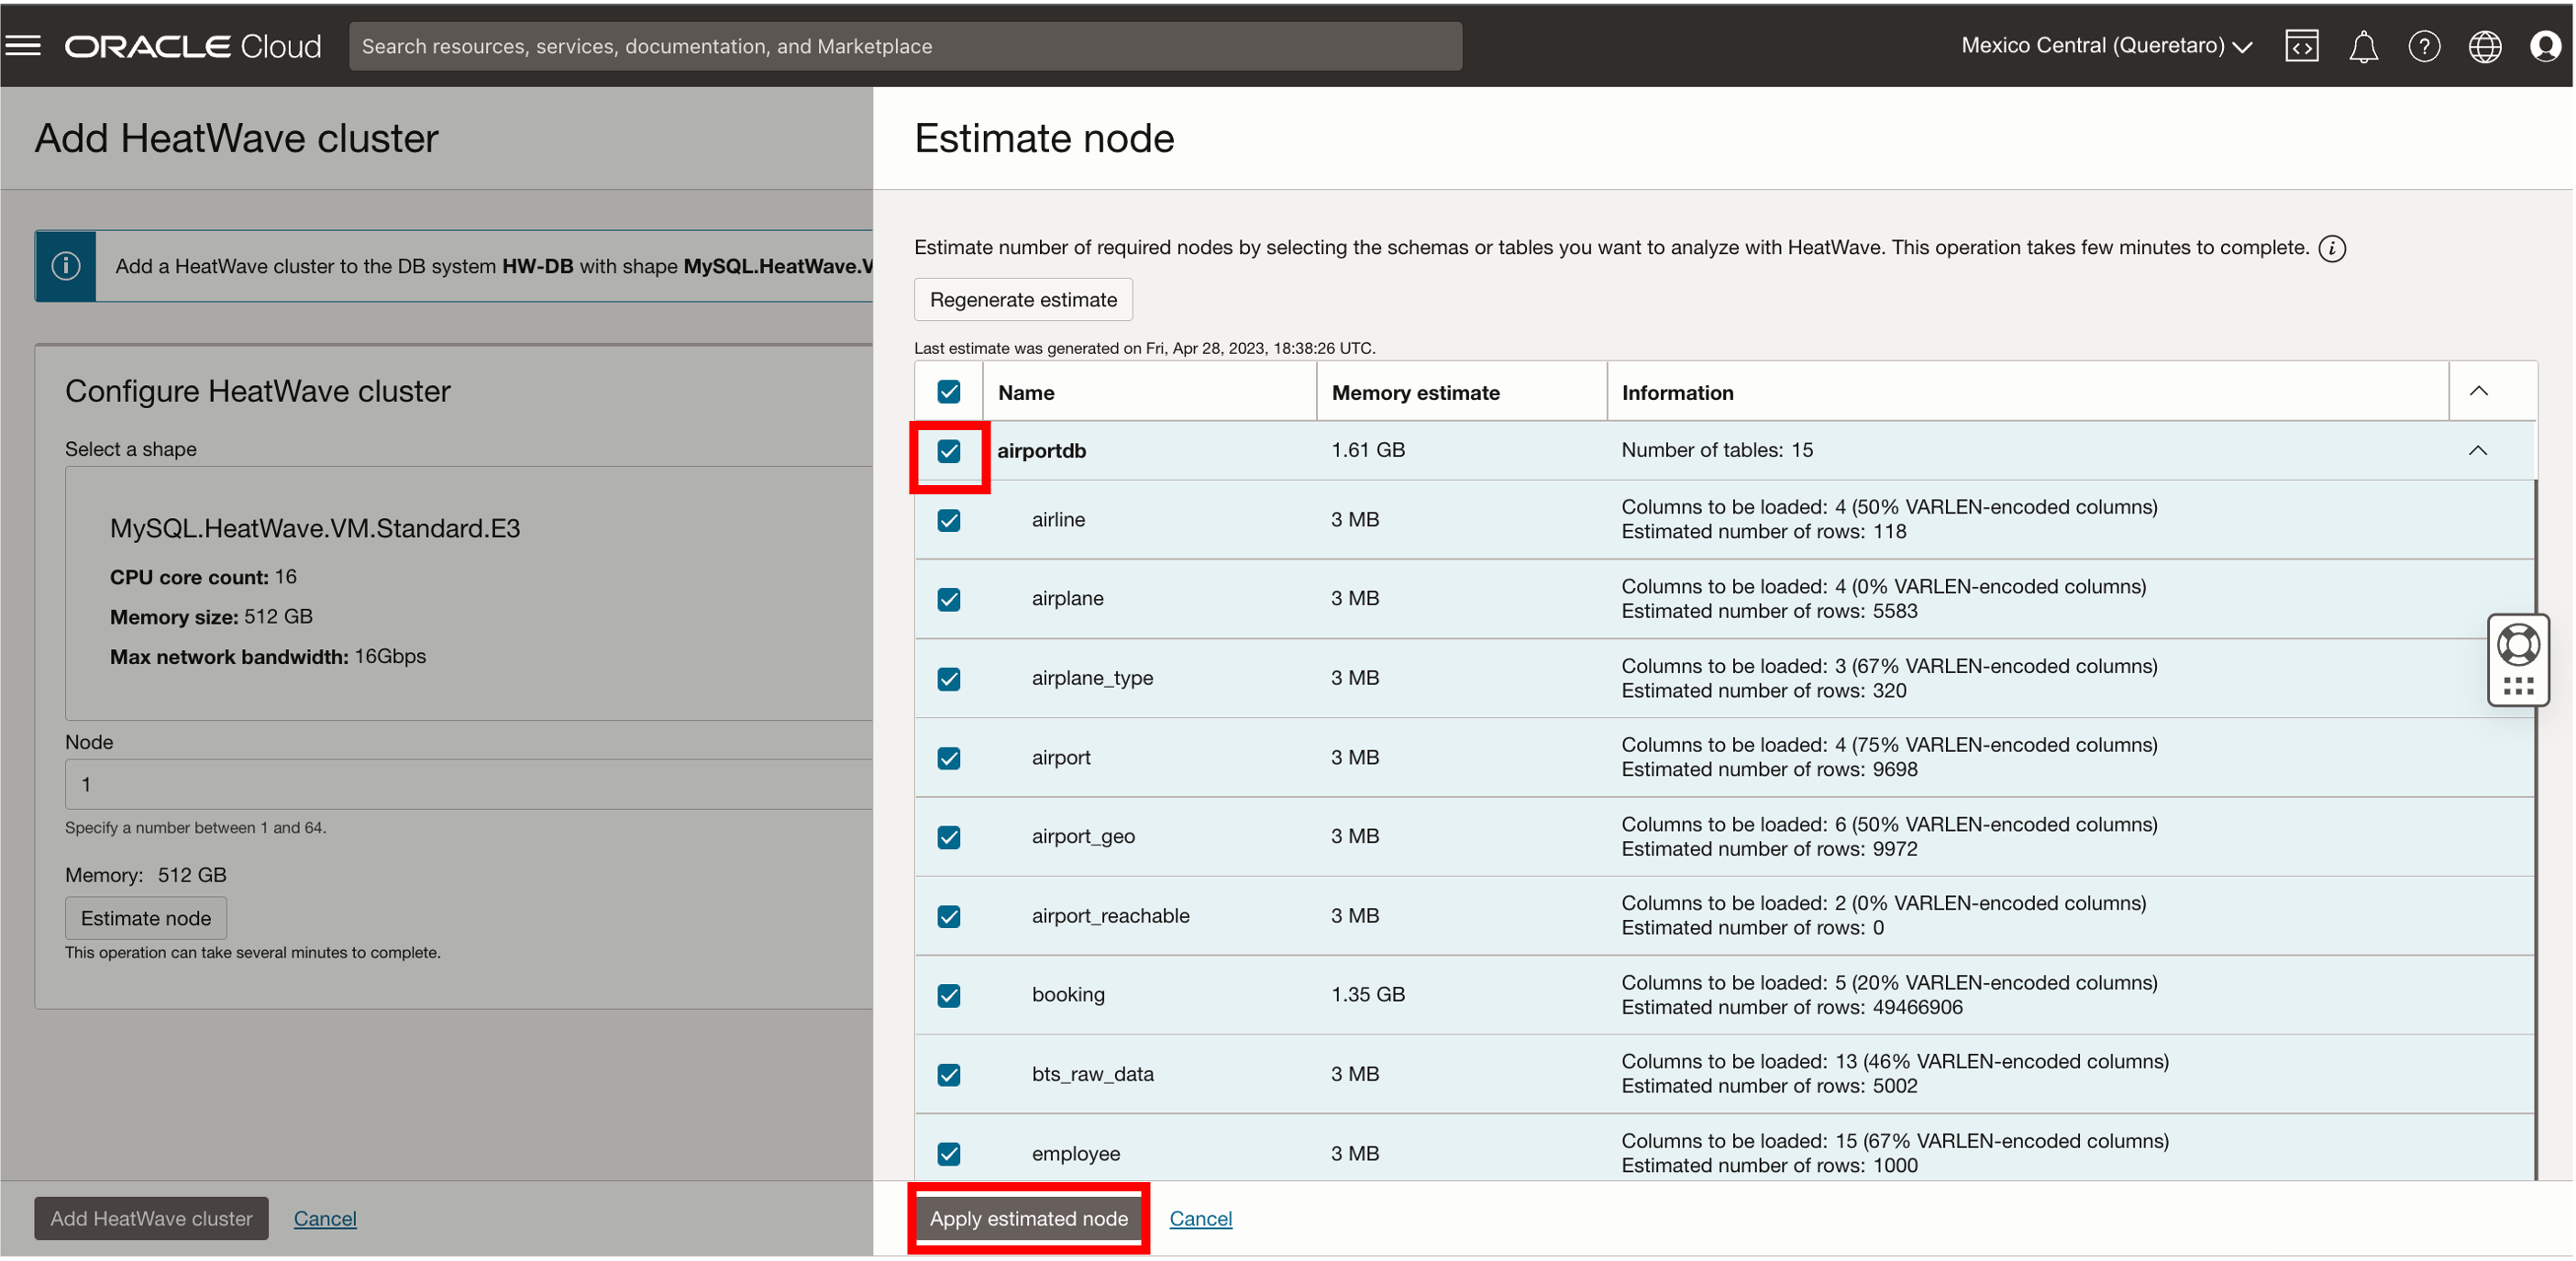 ORACLE Cloud
Search resources, services, documentation, and Marketplace
Mexico Central (Queretaro)
Add HeatWave cluster
Add a HeatWave cluster to the DB system HW-DB with shape MySQL.HeatWave.V
Configure HeatWave cluster
Select a shape
MySQL.HeatWave.VM.Standard.E3
CPU core count: 16
Memory size: 512 GB
Max network bandwidth: 16Gbps
Node
1
Specify a number between 1 and 64.
Memory: 512 GB
Estimate node
This operation can take several minutes to complete.
Add HeatWave cluster Cancel
Estimate node
Estimate number of required nodes by selecting the schemas or tables you want to analyze with HeatWave. This operation takes few minutes to complete.
Regenerate estimate
Last estimate was generated on Fri, Apr 28, 2023, 18:38:26 UTC.
Name Memory estimate Information
airportdb 1.61 GB Number of tables: 15
airline 3 MB Columns to be loaded: 4 (50% VARLEN-encoded columns)
Estimated number of rows: 118
airplane 3 MB Columns to be loaded: 4 (0% VARLEN-encoded columns)
Estimated number of rows: 5583
airplane_type 3 MB Columns to be loaded: 3 (67% VARLEN-encoded columns)
Estimated number of rows: 320
airport 3 MB Columns to be loaded: 4 (75% VARLEN-encoded columns)
Estimated number of rows: 9698
airport_geo 3 MB Columns to be loaded: 6 (50% VARLEN-encoded columns)
Estimated number of rows: 9972
airport_reachable 3 MB Columns to be loaded: 2 (0% VARLEN-encoded columns)
Estimated number of rows: 0
booking 1.35 GB Columns to be loaded: 5 (20% VARLEN-encoded columns)
Estimated number of rows: 49466906
bts_raw_data 3 MB Columns to be loaded: 13 (46% VARLEN-encoded columns)
Estimated number of rows: 5002
employee 3 MB Columns to be loaded: 15 (67% VARLEN-encoded columns)
Estimated number of rows: 1000
Apply estimated node Cancel